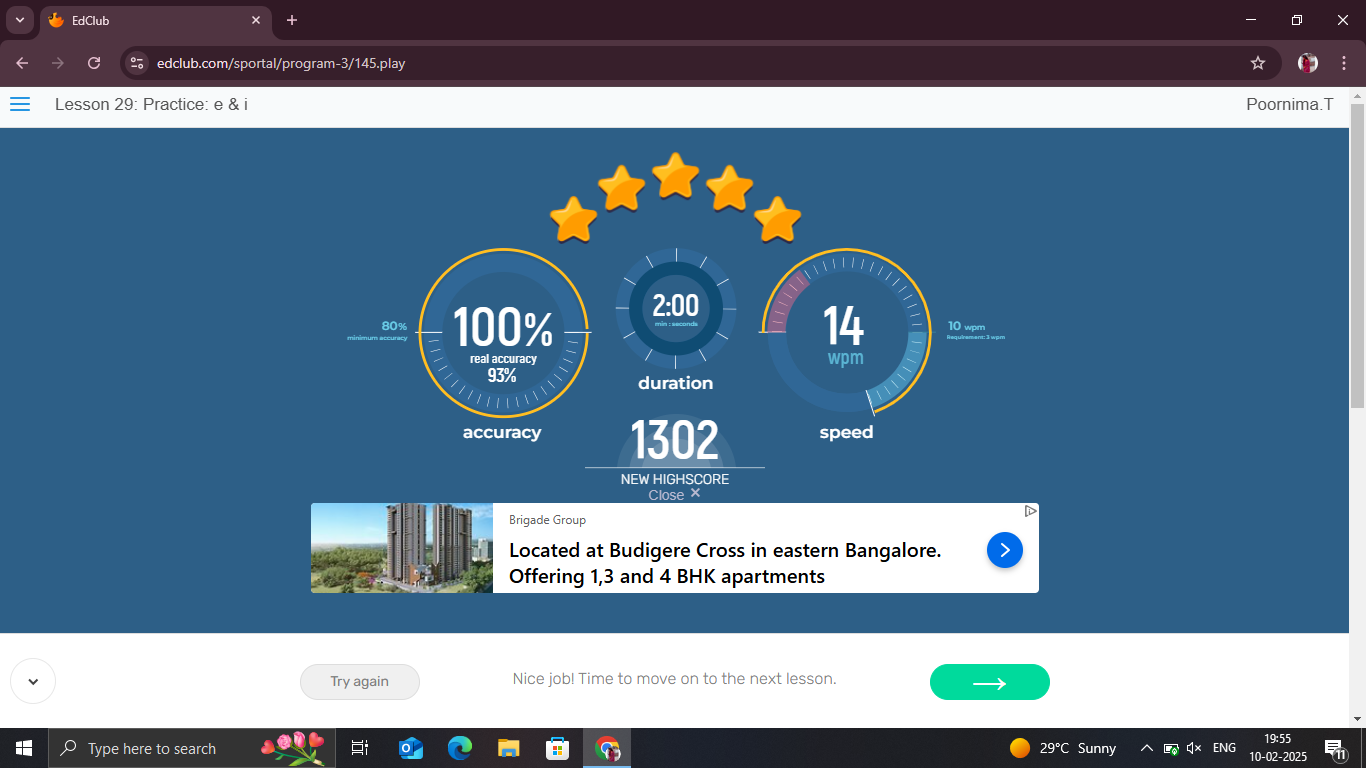 EdClub
edclub.com/sportal/program-3/145.play
Lesson 29: Practice: e & i
Poornima.T
80%
minimum accuracy
100%
real accuracy
93%
accuracy
2:00
min : seconds
duration
14
wpm
speed
10 wpm
Requirement: 3 wpm
1302
NEW HIGHSCORE
Close
Brigade Group
Located at Budigere Cross in eastern Bangalore.
Offering 1,3 and 4 BHK apartments
Try again
Nice job! Time to move on to the next lesson.
Type here to search
29°C Sunny
ENG
19:55
10-02-2025
11